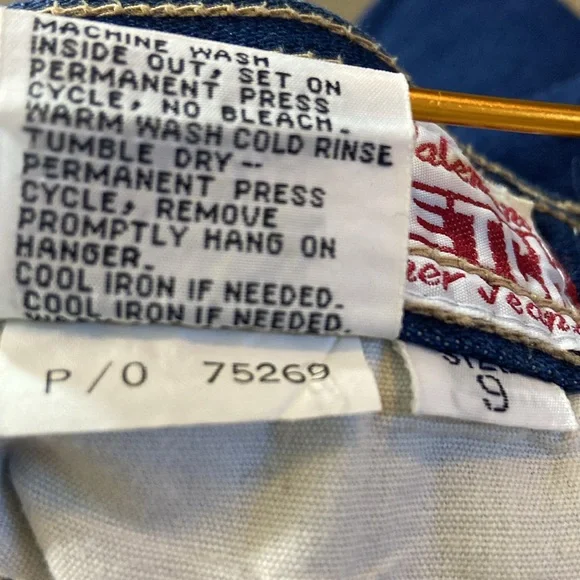 MACHINE WASH
INSIDE OUT, SET ON
PERMANENT PRESS
CYCLE, NO BLEACH.
WARM WASH COLD RINSE
TUMBLE DRY--
PERMANENT PRESS
CYCLE, REMOVE
PROMPTLY HANG ON
HANGER.
COOL IRON IF NEEDED.
COOL IRON IF NEEDED.
P/O 75269
9